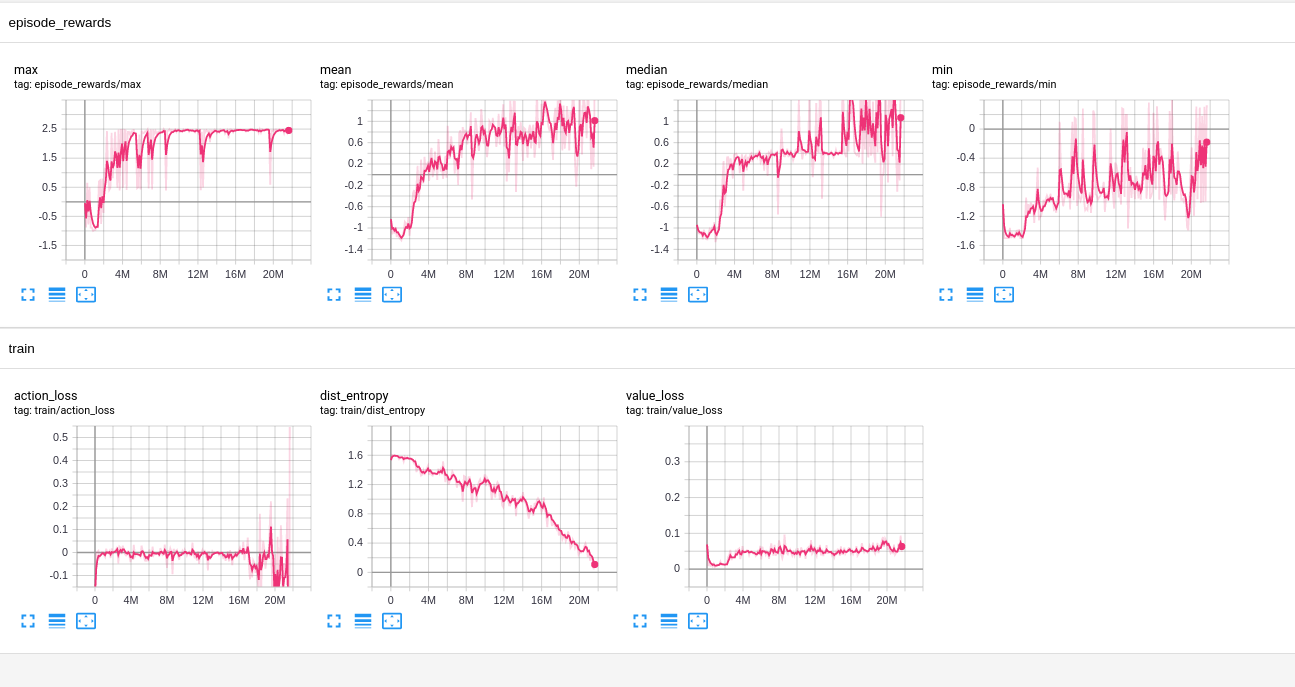 episode_rewards
max
tag: episode_rewards/max
2.5
1.5
0.5
-0.5
-1.5
0 4M 8M 12M 16M 20M
mean
tag: episode_rewards/mean
1
0.6
0.2
-0.2
-0.6
-1
-1.4
0 4M 8M 12M 16M 20M
median
tag: episode_rewards/median
1
0.6
0.2
-0.2
-0.6
-1
-1.4
0 4M 8M 12M 16M 20M
min
tag: episode_rewards/min
0
-0.4
-0.8
-1.2
-1.6
0 4M 8M 12M 16M 20M
train
action_loss
tag: train/action_loss
0.5
0.4
0.3
0.2
0.1
0
-0.1
0 4M 8M 12M 16M 20M
dist_entropy
tag: train/dist_entropy
1.6
1.2
0.8
0.4
0
0 4M 8M 12M 16M 20M
value_loss
tag: train/value_loss
0.3
0.2
0.1
0
0 4M 8M 12M 16M 20M